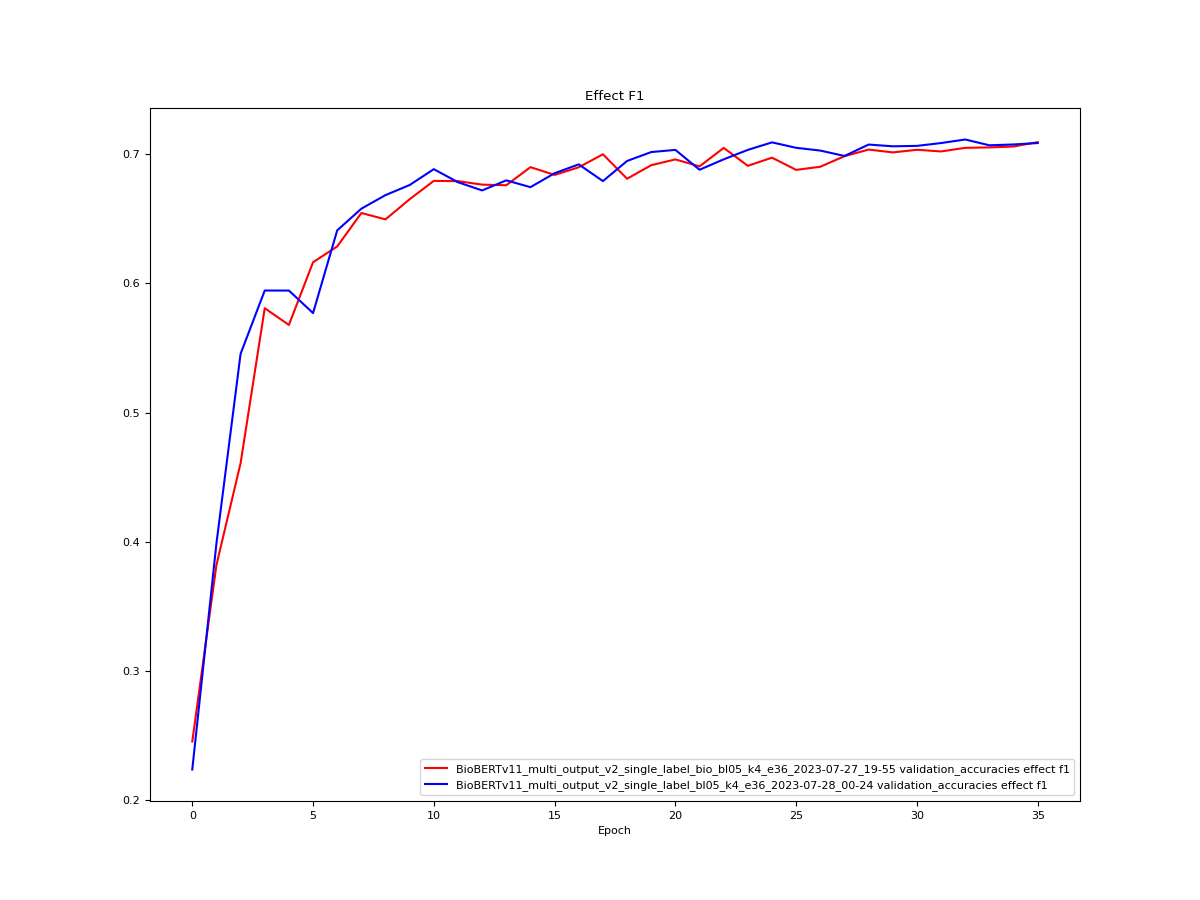 Effect F1
0.7
0.6
0.5
0.4
0.3
0.2
BioBERTv11_multi_output_v2_single_label_bio_bl05_k4_e36_2023-07-27_19-55 validation_accuracies effect f1
BioBERTv11_multi_output_v2_single_label_bl05_k4_e36_2023-07-28_00-24 validation_accuracies effect f1
0 5 10 15 20 25 30 35
Epoch